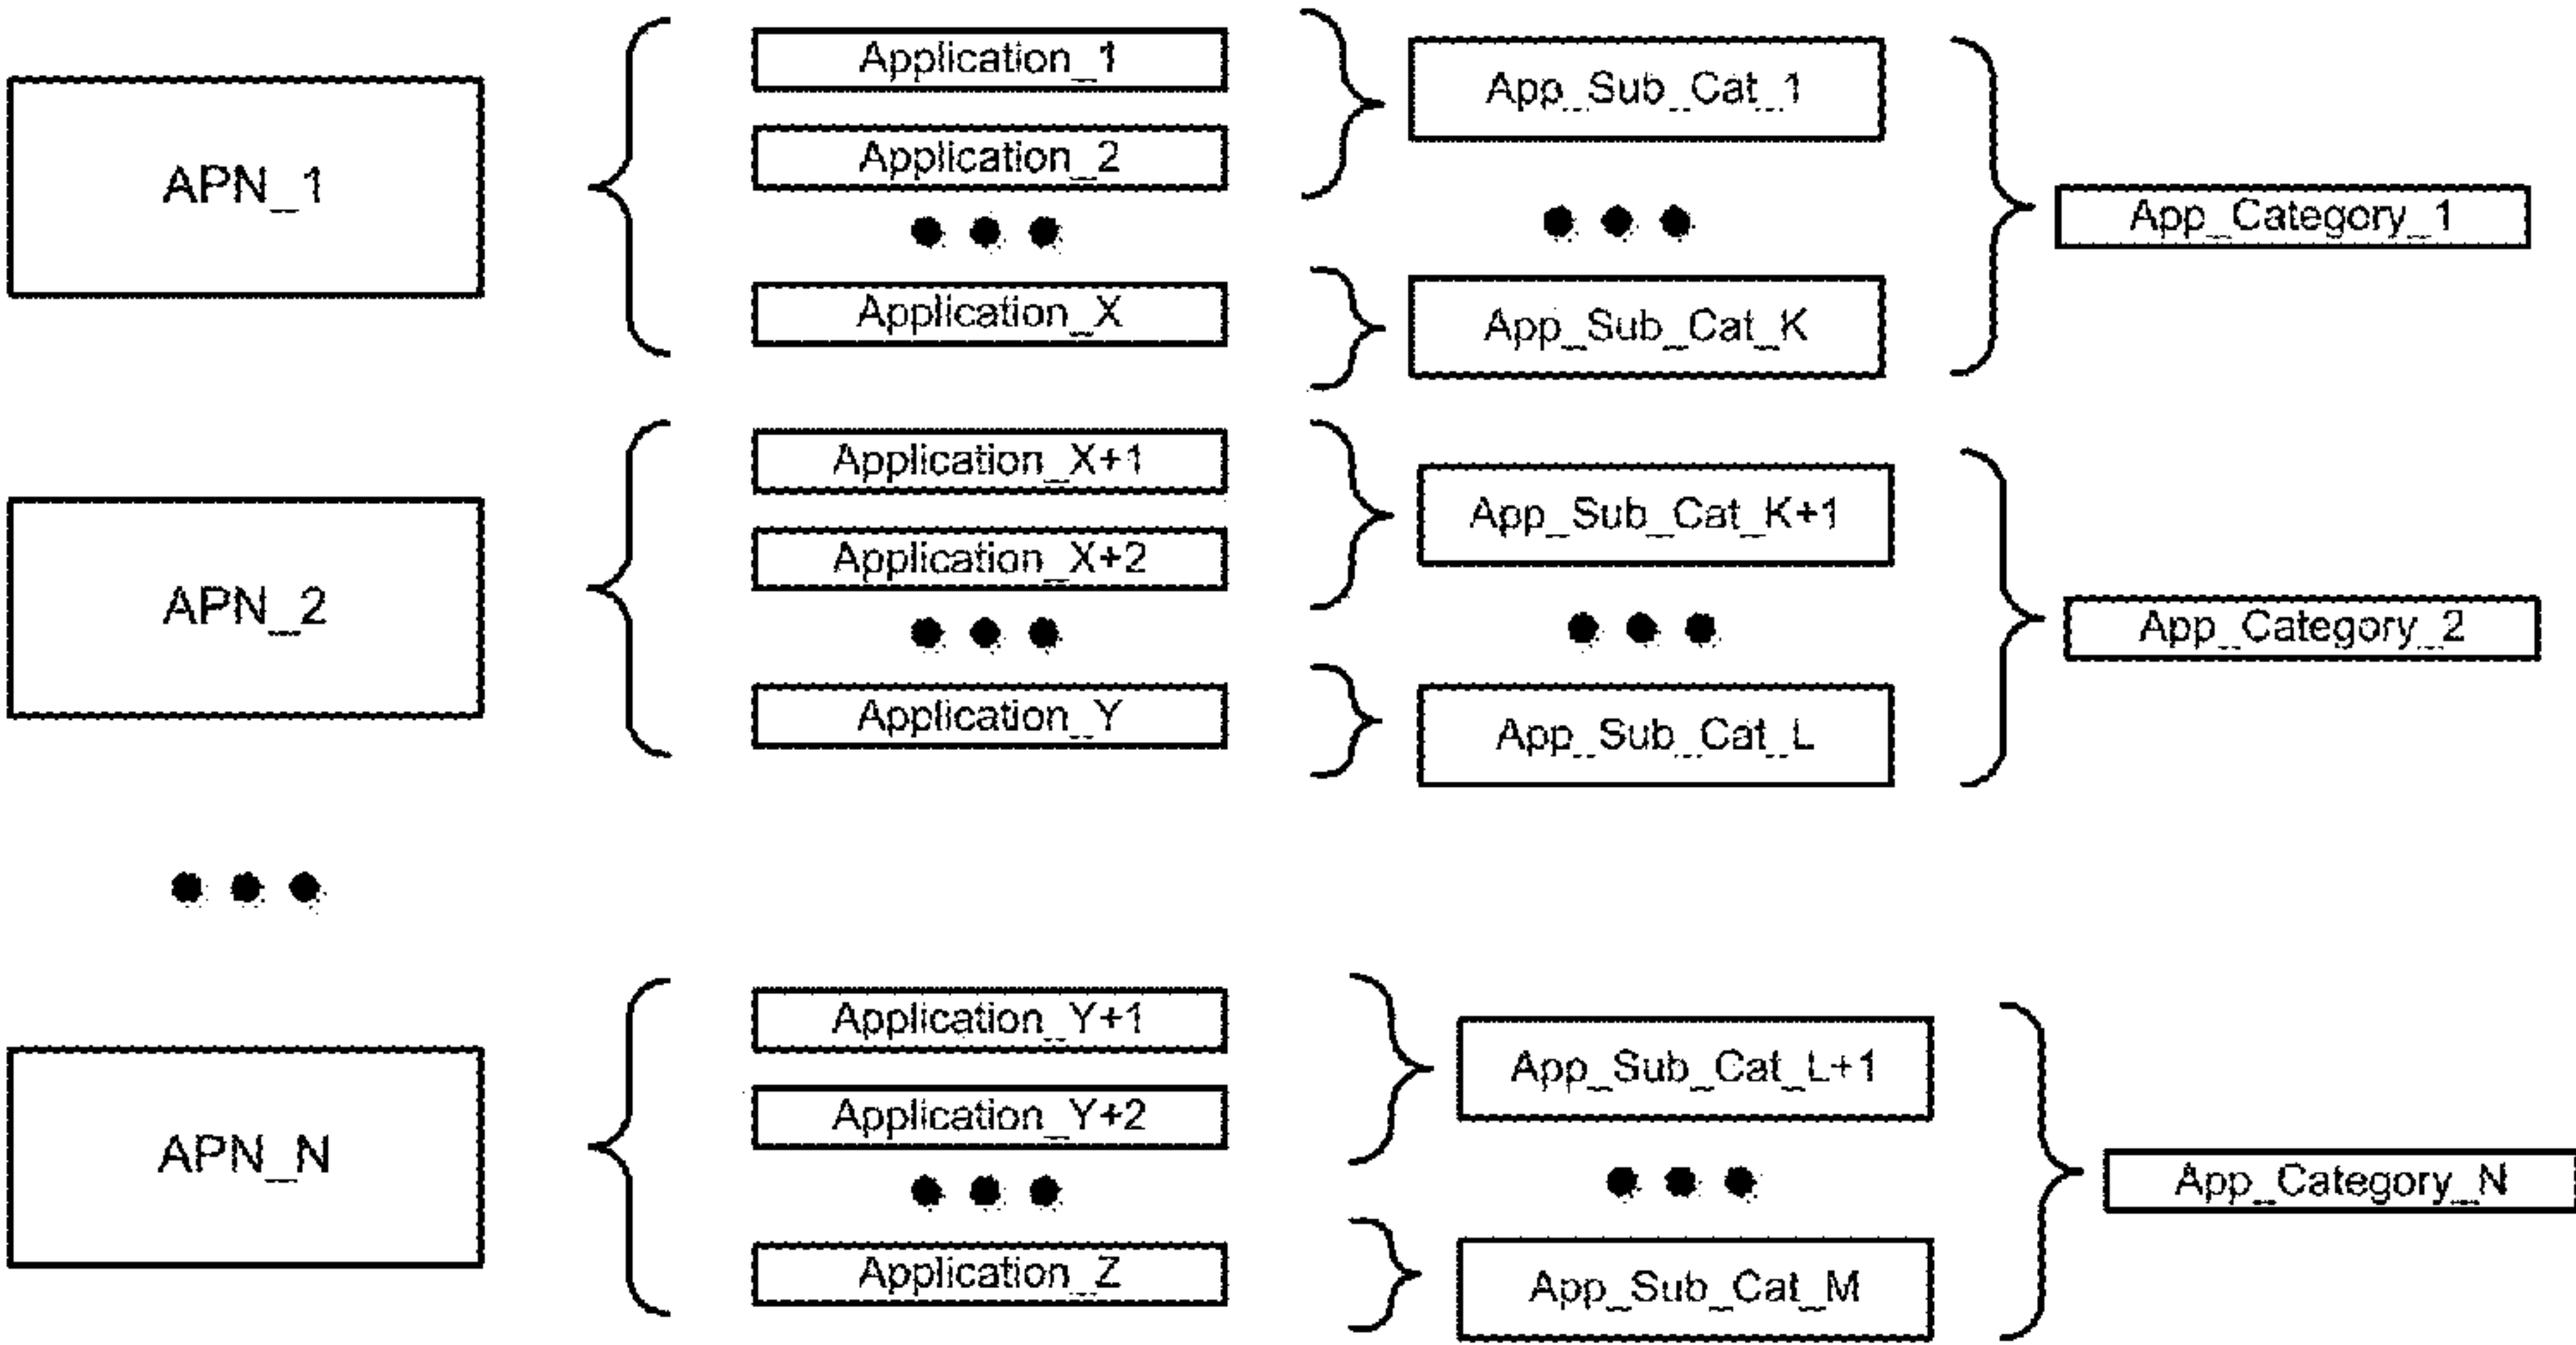 APN_1
Application_1
Application_2
Application_X
App_Sub_Cat_1
App_Sub_Cat_K
App_Category_1
APN_2
Application_X+1
Application_X+2
Application_Y
App_Sub_Cat_K+1
App_Sub_Cat_L
App_Category_2
APN_N
Application_Y+1
Application_Y+2
Application_Z
App_Sub_Cat_L+1
App_Sub_Cat_M
App_Category_N